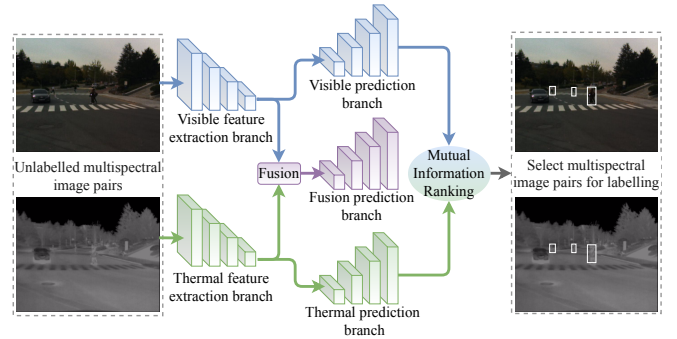 Unlabelled multispectral
image pairs
Visible feature
extraction branch
Thermal feature
extraction branch
Fusion
Visible prediction
branch
Fusion prediction
branch
Thermal prediction
branch
Mutual
Information
Ranking
Select multispectral
image pairs for labelling